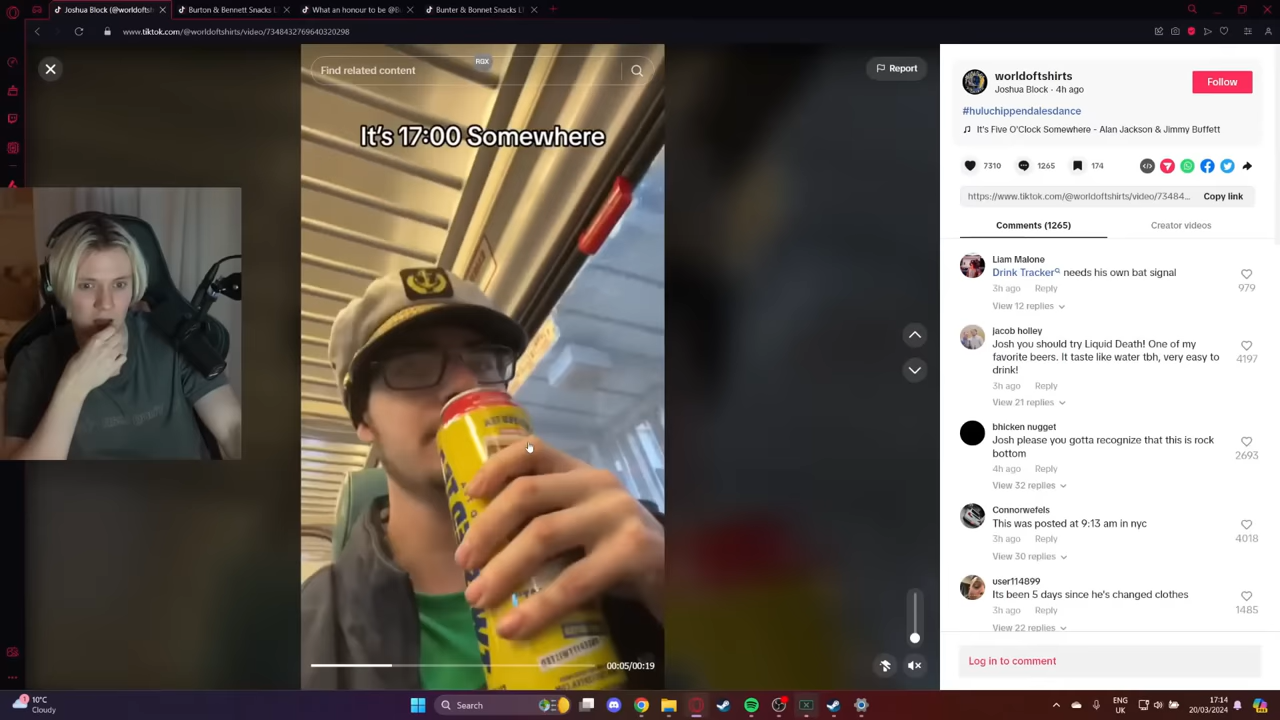 Joshua Block (@worldoftshirts
Burton & Bennett Snacks L
What an honour to be @B
Bunter & Bonnet Snacks L
www.tiktok.com/@worldoftshirts/video/7348432769640320298
RGX
Find related content
Report
It's 17:00 Somewhere
00:05/00:19
worldoftshirts
Joshua Block · 4h ago
Follow
#huluchippendalesdance
It's Five O'Clock Somewhere - Alan Jackson & Jimmy Buffett
7310
1265
174
https://www.tiktok.com/@worldoftshirts/video/73484...
Copy link
Comments (1265)
Creator videos
Liam Malone
Drink Tracker needs his own bat signal
3h ago Reply
979
View 12 replies
jacob holley
Josh you should try Liquid Death! One of my
favorite beers. It taste like water tbh, very easy to
drink!
3h ago Reply
4197
View 21 replies
bhicken nugget
Josh please you gotta recognize that this is rock
bottom
4h ago Reply
2693
View 32 replies
Connorwefels
This was posted at 9:13 am in nyc
3h ago Reply
4018
View 30 replies
user114899
Its been 5 days since he's changed clothes
3h ago Reply
1485
View 22 replies
Log in to comment
10°C
Cloudy
Search
ENG
UK
17:14
20/03/2024